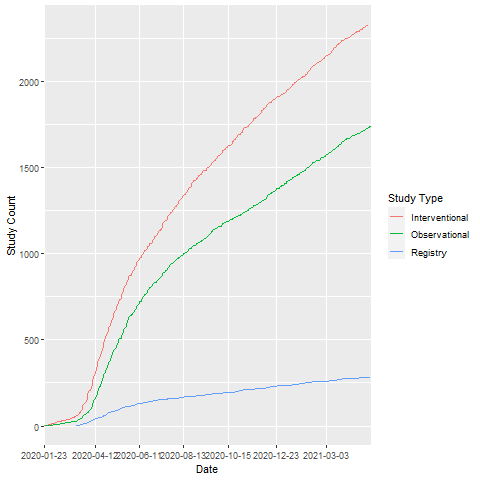 Study Count
2000
1500
1000
500
0
2020-01-23
2020-04-12
2020-06-11
2020-08-13
2020-10-15
2020-12-23
2021-03-03
Date
Study Type
Interventional
Observational
Registry